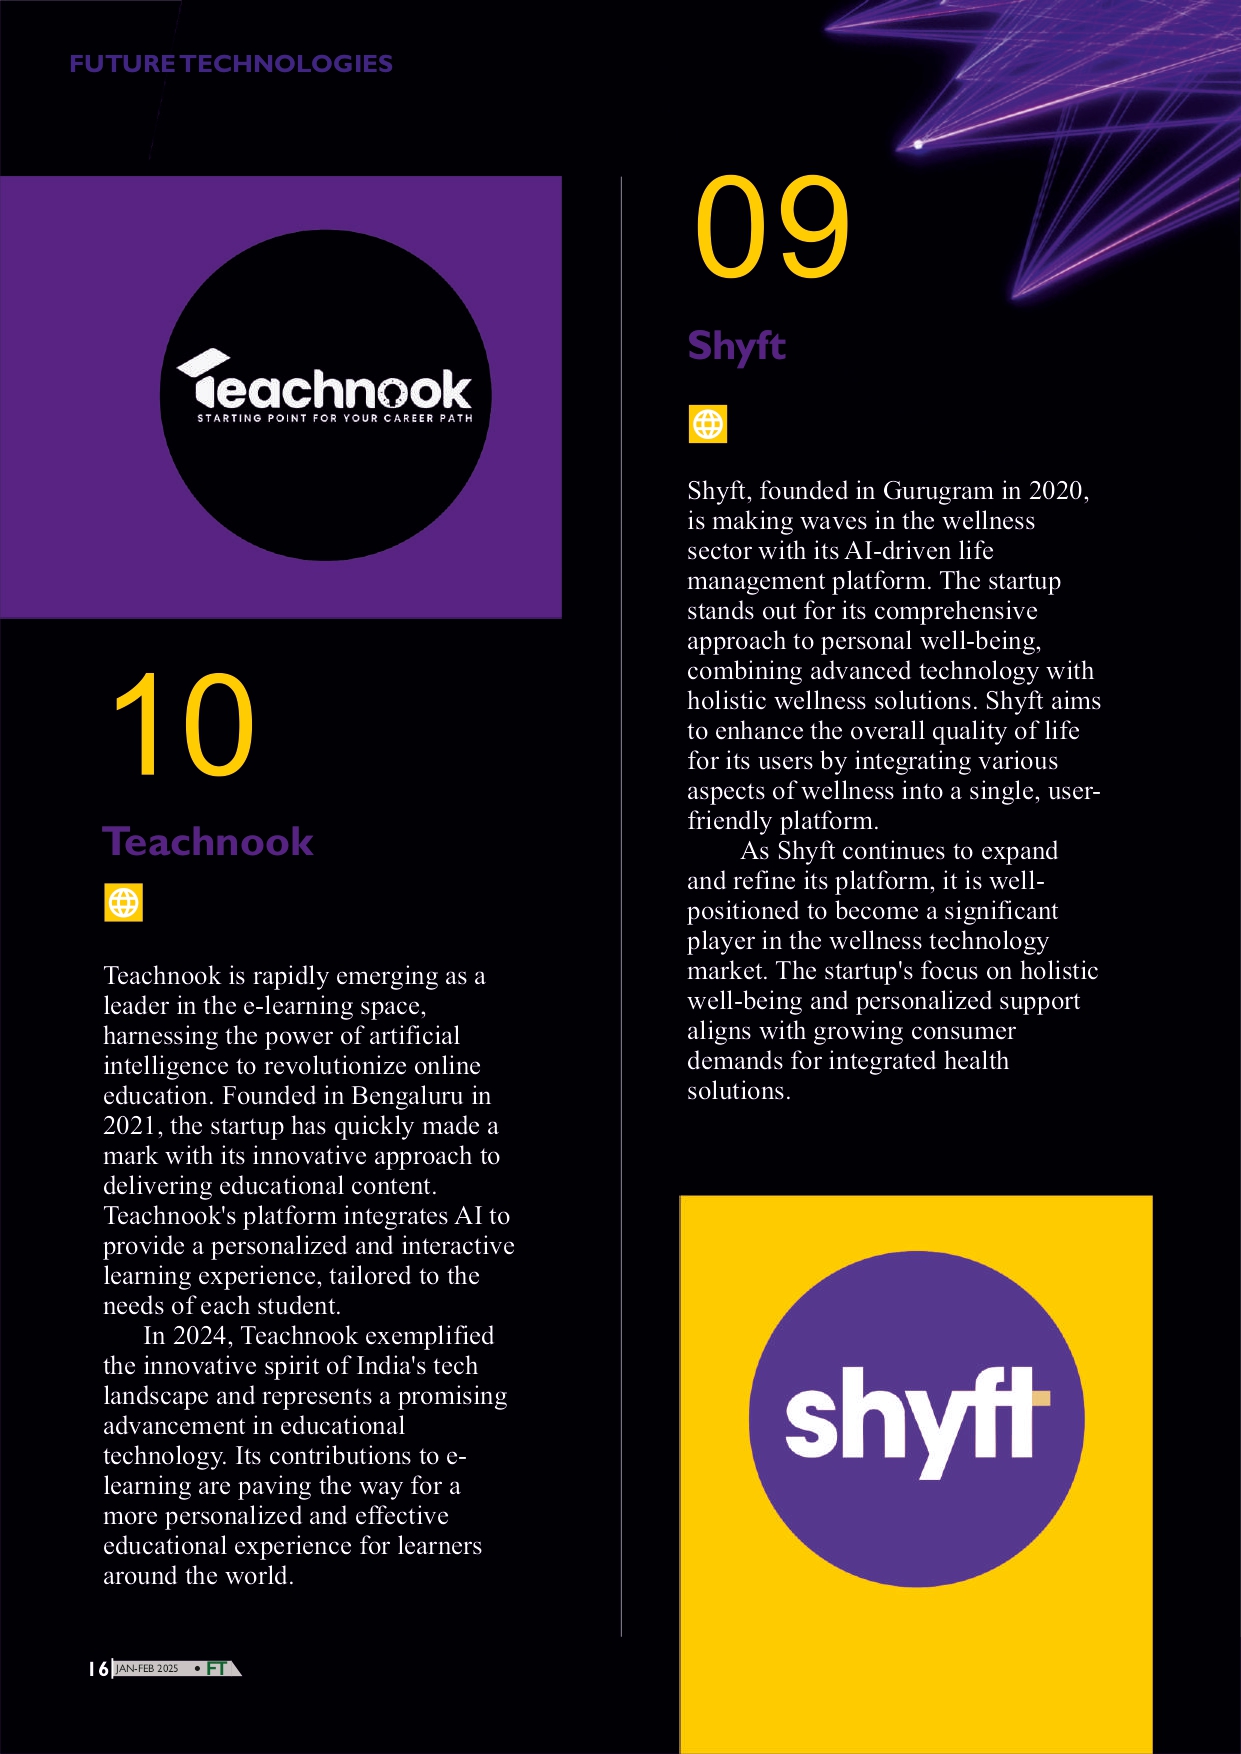 FUTURE TECHNOLOGIES
Teachnook
STARTING POINT FOR YOUR CAREER PATH
10
Teachnook
Teachnook is rapidly emerging as a
leader in the e-learning space,
harnessing the power of artificial
intelligence to revolutionize online
education. Founded in Bengaluru in
2021, the startup has quickly made a
mark with its innovative approach to
delivering educational content.
Teachnook's platform integrates AI to
provide a personalized and interactive
learning experience, tailored to the
needs of each student.
In 2024, Teachnook exemplified
the innovative spirit of India's tech
landscape and represents a promising
advancement in educational
technology. Its contributions to e-
learning are paving the way for a
more personalized and effective
educational experience for learners
around the world.
09
Shyft
Shyft, founded in Gurugram in 2020,
is making waves in the wellness
sector with its AI-driven life
management platform. The startup
stands out for its comprehensive
approach to personal well-being,
combining advanced technology with
holistic wellness solutions. Shyft aims
to enhance the overall quality of life
for its users by integrating various
aspects of wellness into a single, user-
friendly platform.
As Shyft continues to expand
and refine its platform, it is well-
positioned to become a significant
player in the wellness technology
market. The startup's focus on holistic
well-being and personalized support
aligns with growing consumer
demands for integrated health
solutions.
shyft
16 JAN-FEB 2025 • FT